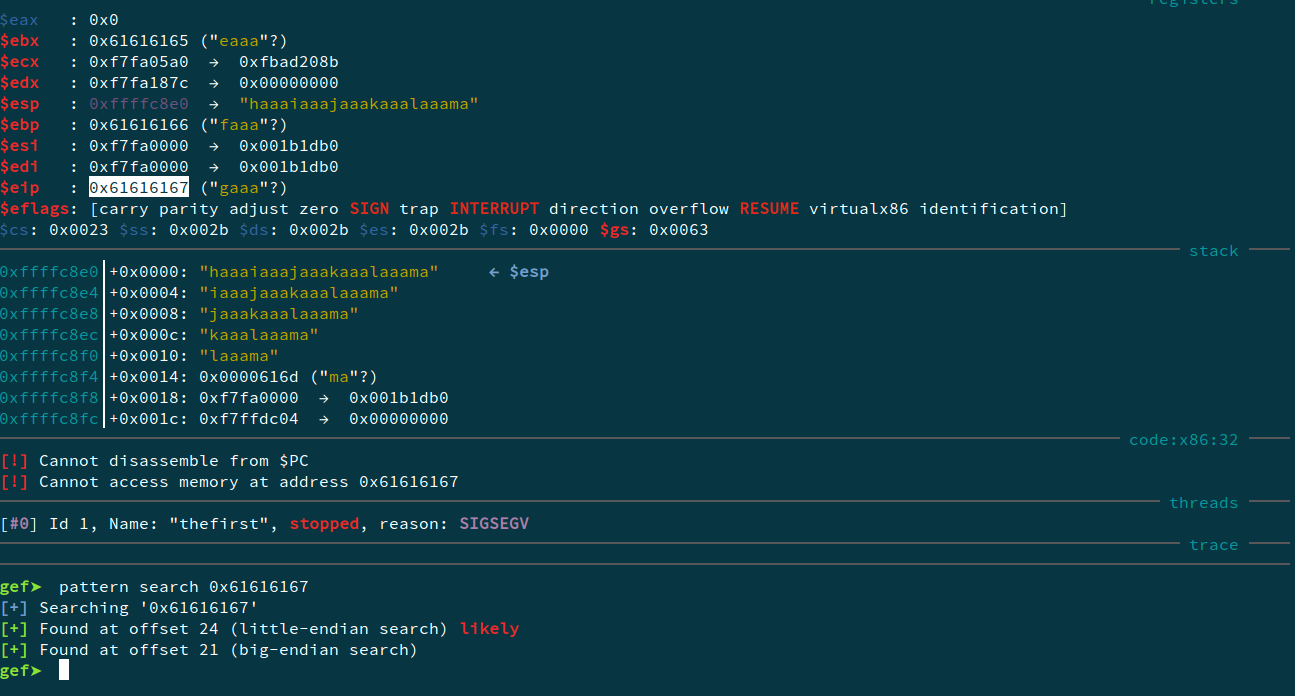 registers
$eax   : 0x0
$ebx   : 0x61616165 ("eaaa"?)
$ecx   : 0xf7fa05a0  →  0xfbad208b
$edx   : 0xf7fa187c  →  0x00000000
$esp   : 0xffffc8e0  →  "haaaiaaajaaakaaalaaama"
$ebp   : 0x61616166 ("faaa"?)
$esi   : 0xf7fa0000  →  0x001b1db0
$edi   : 0xf7fa0000  →  0x001b1db0
$eip   : 0x61616167 ("gaaa"?)
$eflags: [carry parity adjust zero SIGN trap INTERRUPT direction overflow RESUME virtualx86 identification]
$cs: 0x0023 $ss: 0x002b $ds: 0x002b $es: 0x002b $fs: 0x0000 $gs: 0x0063
stack
0xffffc8e0│+0x0000: "haaaiaaajaaakaaalaaama"     ← $esp
0xffffc8e4│+0x0004: "iaaajaaakaaalaaama"
0xffffc8e8│+0x0008: "jaaakaaalaaama"
0xffffc8ec│+0x000c: "kaaalaaama"
0xffffc8f0│+0x0010: "laaama"
0xffffc8f4│+0x0014: 0x0000616d ("ma"?)
0xffffc8f8│+0x0018: 0xf7fa0000  →  0x001b1db0
0xffffc8fc│+0x001c: 0xf7ffdc04  →  0x00000000
code:x86:32
[!] Cannot disassemble from $PC
[!] Cannot access memory at address 0x61616167
threads
[#0] Id 1, Name: "thefirst", stopped, reason: SIGSEGV
trace
gef➤  pattern search 0x61616167
[+] Searching '0x61616167'
[+] Found at offset 24 (little-endian search) likely
[+] Found at offset 21 (big-endian search)
gef➤